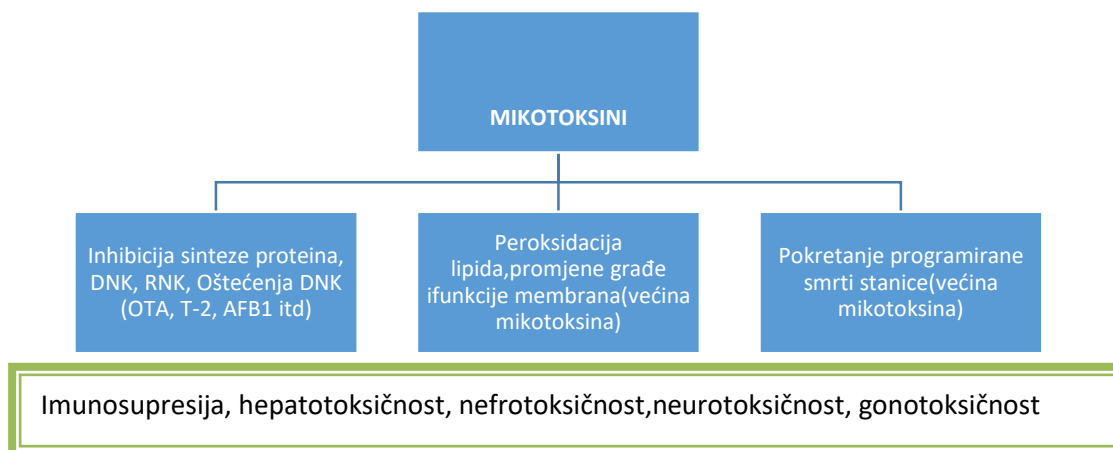 MIKOTOKSINI
Inhibicija sinteze proteina,
DNK, RNK, Oštećenja DNK
(OTA, T-2, AFB1 itd)
Peroksidacija
lipida,promjene građe
ifunkcije membrana(većina
mikotoksina)
Pokretanje programirane
smrti stanice(većina
mikotoksina)
Imunosupresija, hepatotoksičnost, nefrotoksičnost,neurotoksičnost, gonotoksičnost